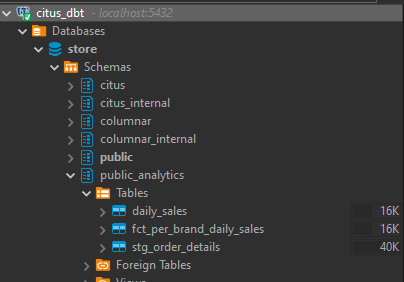 citus_dbt - localhost:5432
Databases
store
Schemas
citus
citus_internal
columnar
columnar_internal
public
public_analytics
Tables
daily_sales 16K
fct_per_brand_daily_sales 16K
stg_order_details 40K
Foreign Tables
Views